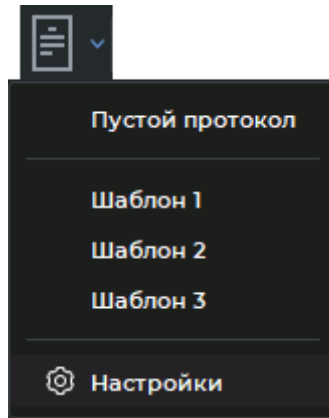 Пустой протокол
Шаблон 1
Шаблон 2
Шаблон 3
Настройки